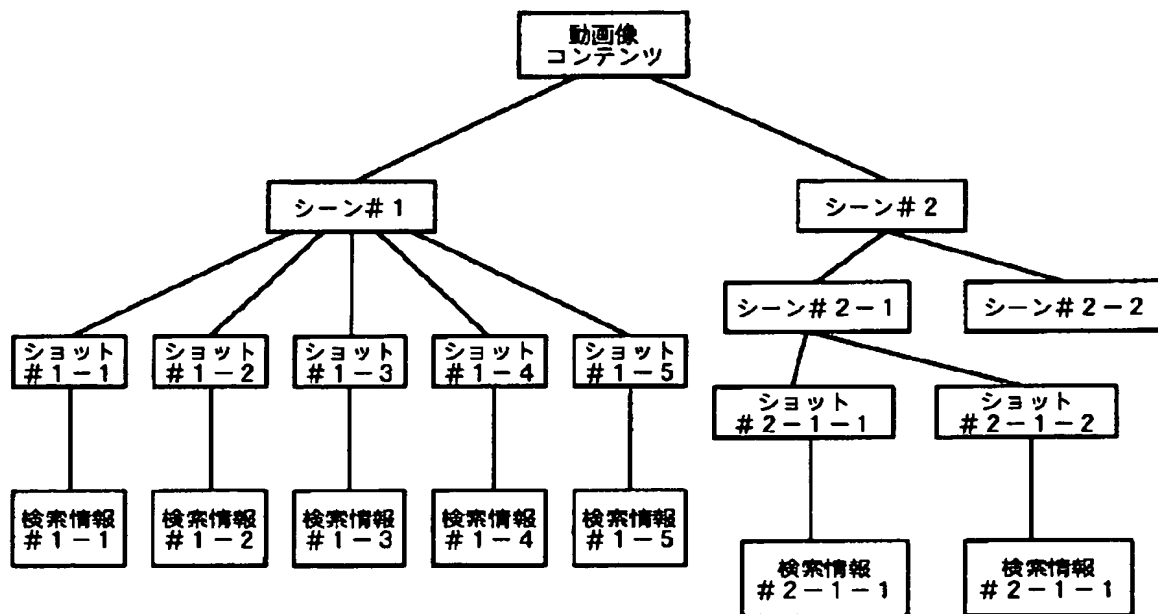 動画像
コンテンツ
シーン#1
シーン#2
シーン#2-1
シーン#2-2
ショット
#1-1
ショット
#1-2
ショット
#1-3
ショット
#1-4
ショット
#1-5
ショット
#2-1-1
ショット
#2-1-2
検索情報
#1-1
検索情報
#1-2
検索情報
#1-3
検索情報
#1-4
検索情報
#1-5
検索情報
#2-1-1
検索情報
#2-1-1